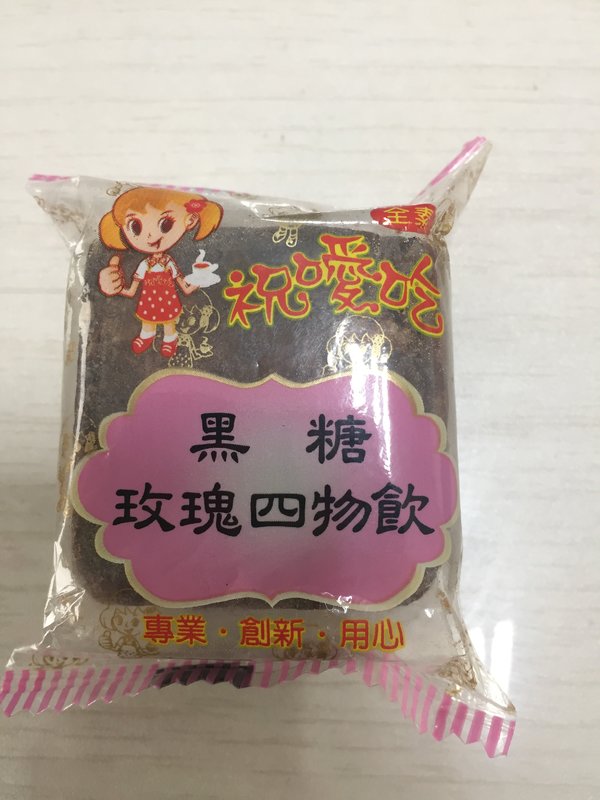 全素
祝噯吃
黑糖
玫瑰四物飲
專業·創新·用心